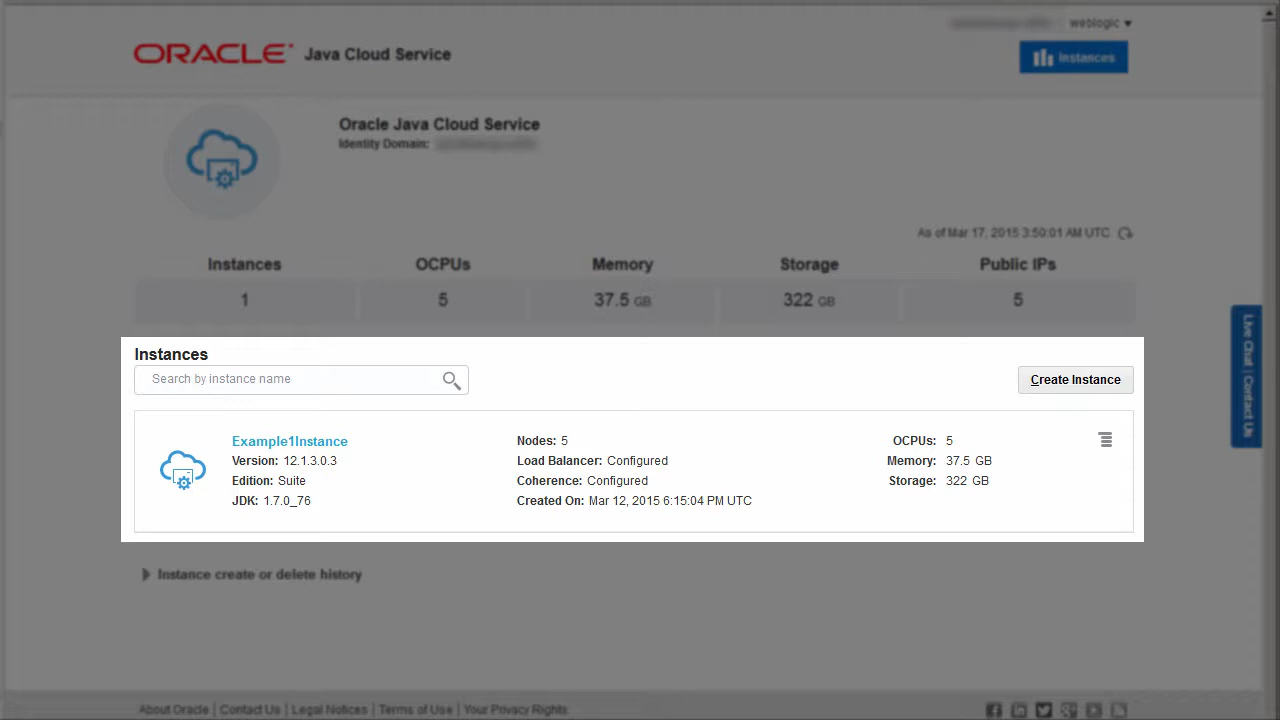 weblogic
ORACLE Java Cloud Service
Instances
Oracle Java Cloud Service
Identity Domain:
As of Mar 17, 2015 3:50:01 AM UTC
Instances OCPUs Memory Storage Public IPs
1 5 37.5 GB 322 GB 5
Live Chat | Contact Us
Instances
Search by instance name
Create Instance
Example1Instance Nodes: 5 OCPUs: 5
Version: 12.1.3.0.3 Load Balancer: Configured Memory: 37.5 GB
Edition: Suite Coherence: Configured Storage: 322 GB
JDK: 1.7.0_76 Created On: Mar 12, 2015 6:15:04 PM UTC
Instance create or delete history
About Oracle | Contact Us | Legal Notices | Terms of Use | Your Privacy Rights